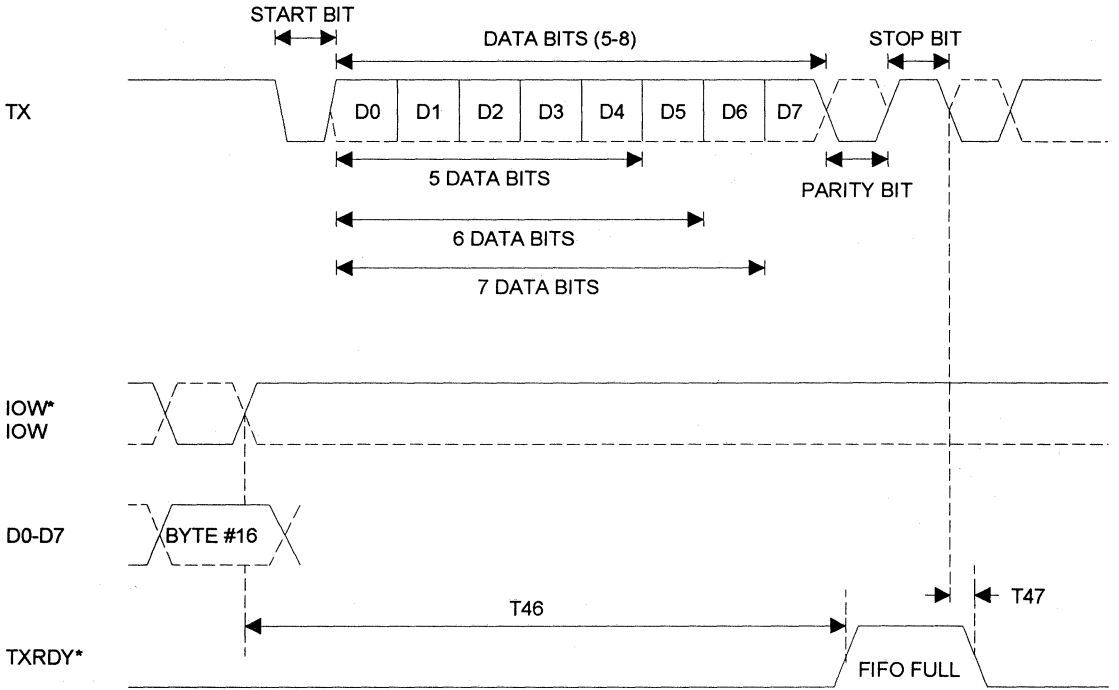 START BIT
DATA BITS (5-8)
STOP BIT
TX
D0 D1 D2 D3 D4 D5 D6 D7
5 DATA BITS
PARITY BIT
6 DATA BITS
7 DATA BITS
IOW*
IOW
D0-D7
BYTE #16
T46
T47
TXRDY*
FIFO FULL